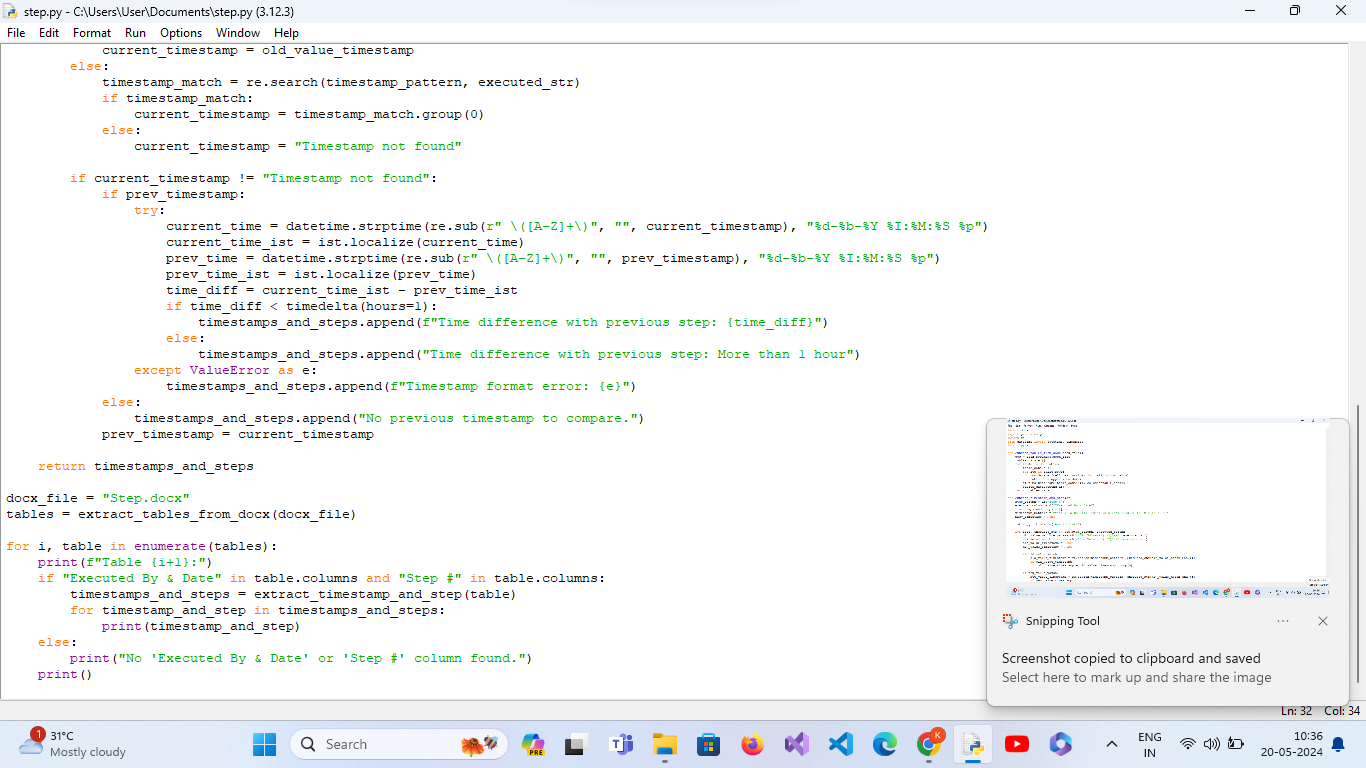 step.py - C:\Users\User\Documents\step.py (3.12.3)
File Edit Format Run Options Window Help
            current_timestamp = old_value_timestamp
        else:
            timestamp_match = re.search(timestamp_pattern, executed_str)
            if timestamp_match:
                current_timestamp = timestamp_match.group(0)
            else:
                current_timestamp = "Timestamp not found"
        if current_timestamp != "Timestamp not found":
            if prev_timestamp:
                try:
                    current_time = datetime.strptime(re.sub(r" \([A-Z]+\)", "", current_timestamp), "%d-%b-%Y %I:%M:%S %p")
                    current_time_ist = ist.localize(current_time)
                    prev_time = datetime.strptime(re.sub(r" \([A-Z]+\)", "", prev_timestamp), "%d-%b-%Y %I:%M:%S %p")
                    prev_time_ist = ist.localize(prev_time)
                    time_diff = current_time_ist - prev_time_ist
                    if time_diff < timedelta(hours=1):
                        timestamps_and_steps.append(f"Time difference with previous step: {time_diff}")
                    else:
                        timestamps_and_steps.append("Time difference with previous step: More than 1 hour")
                except ValueError as e:
                    timestamps_and_steps.append(f"Timestamp format error: {e}")
            else:
                timestamps_and_steps.append("No previous timestamp to compare.")
            prev_timestamp = current_timestamp
    return timestamps_and_steps
docx_file = "Step.docx"
tables = extract_tables_from_docx(docx_file)
for i, table in enumerate(tables):
    print(f"Table {i+1}:")
    if "Executed By & Date" in table.columns and "Step #" in table.columns:
        timestamps_and_steps = extract_timestamp_and_step(table)
        for timestamp_and_step in timestamps_and_steps:
            print(timestamp_and_step)
    else:
        print("No 'Executed By & Date' or 'Step #' column found.")
    print()
Snipping Tool
Screenshot copied to clipboard and saved
Select here to mark up and share the image
Ln: 32 Col: 34
1
31°C
Mostly cloudy
Search
PRE
K
ENG
IN
10:36
20-05-2024